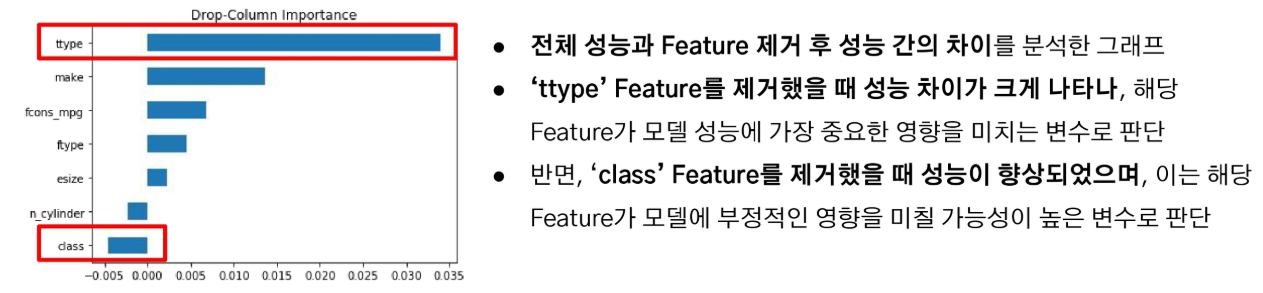 Drop-Column Importance
ttype
make
fcons_mpg
ftype
esize
n_cylinder
class
−0.005 0.000 0.005 0.010 0.015 0.020 0.025 0.030 0.035
● 전체 성능과 Feature 제거 후 성능 간의 차이를 분석한 그래프
● ‘ttype’ Feature를 제거했을 때 성능 차이가 크게 나타나, 해당
Feature가 모델 성능에 가장 중요한 영향을 미치는 변수로 판단
● 반면, ‘class’ Feature를 제거했을 때 성능이 향상되었으며, 이는 해당
Feature가 모델에 부정적인 영향을 미칠 가능성이 높은 변수로 판단